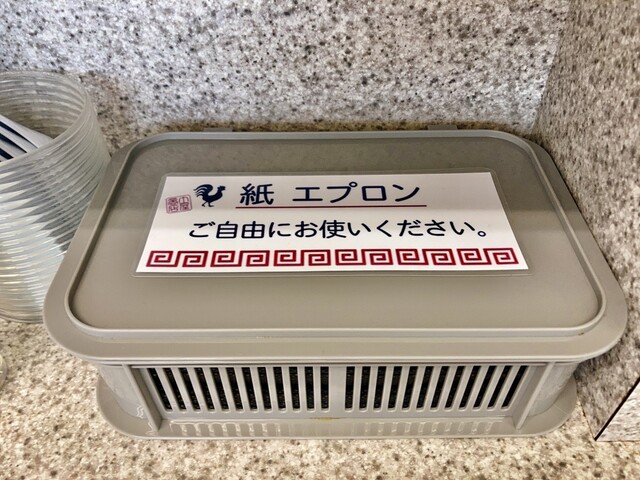 紙 エプロン
ご自由にお使いください。